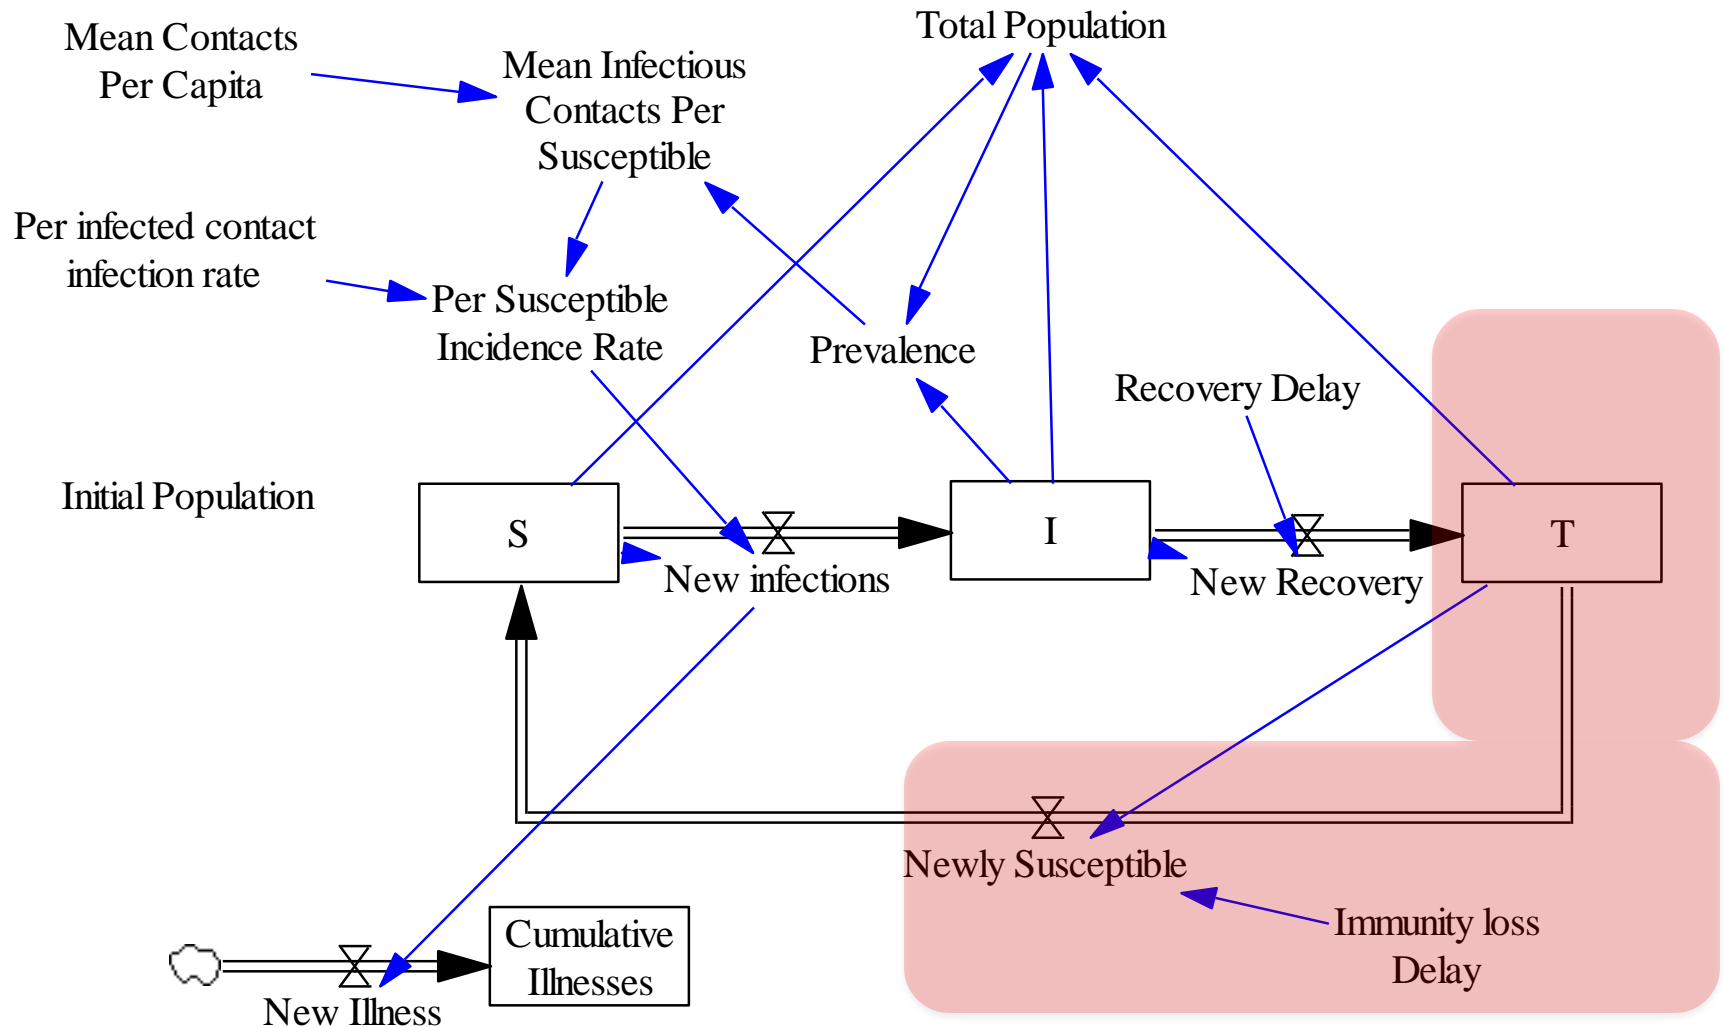 Mean Contacts
Per Capita
Mean Infectious
Contacts Per
Susceptible
Total Population
Per infected contact
infection rate
Per Susceptible
Incidence Rate
Prevalence
Recovery Delay
Initial Population
S
I
T
New infections
New Recovery
Newly Susceptible
Immunity loss
Delay
Cumulative
Illnesses
New Illness